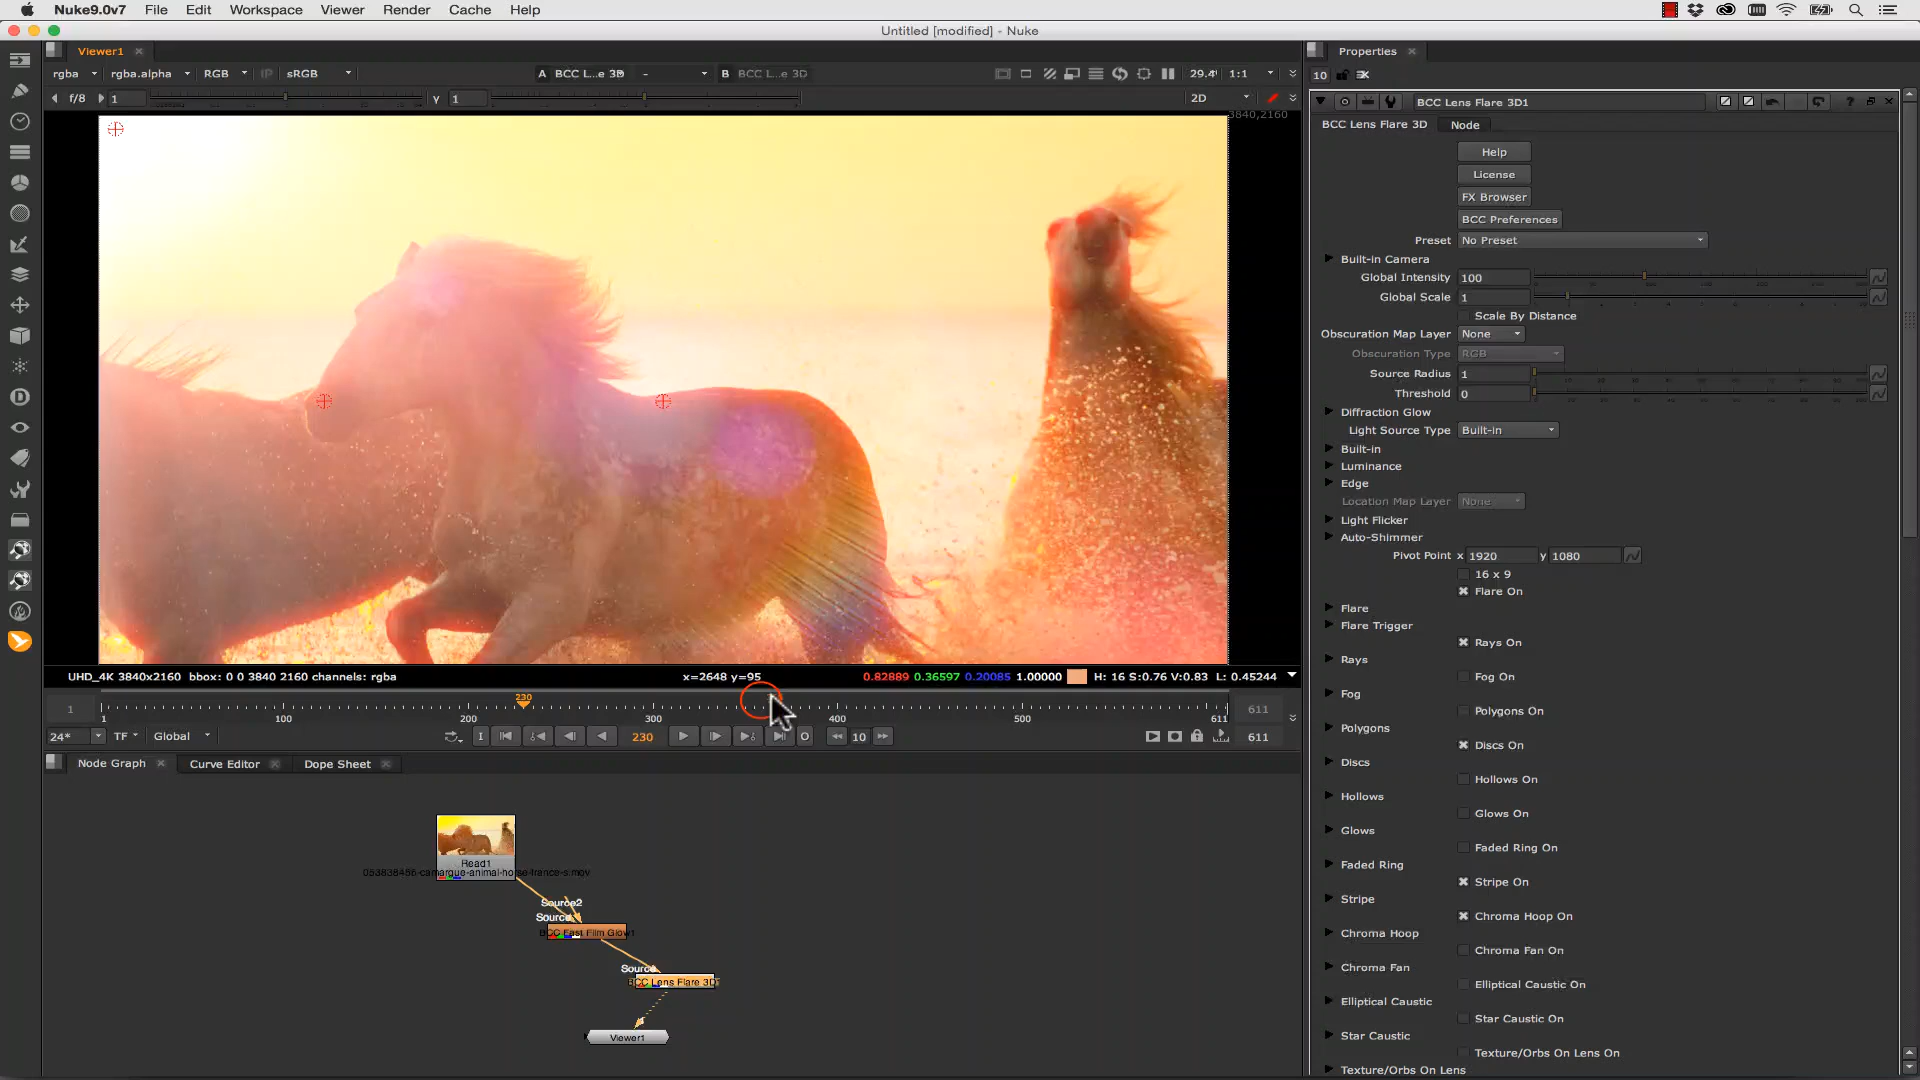 Nuke9.0v7 File Edit Workspace Viewer Render Cache Help
Untitled [modified] - Nuke
Viewer1
rgba rgba.alpha RGB IP sRGB A BCC L...e 3D - B BCC L...e 3D 29.4 1:1
f/8 1 y 1 2D
3840,2160
UHD_4K 3840x2160 bbox: 0 0 3840 2160 channels: rgba x=2648 y=95 0.82889 0.36597 0.20085 1.00000 H: 16 S:0.76 V:0.83 L: 0.45244
230
1 611
1 100 200 300 400 500 611
24* TF Global I 230 O 10 611
Node Graph Curve Editor Dope Sheet
Read1
053838456-camargue-animal-horse-france-s.mov
Source2
Source
BCC Fast Film Glow1
Source
BCC Lens Flare 3D1
Viewer1
Properties
10
BCC Lens Flare 3D1
BCC Lens Flare 3D Node
Help
License
FX Browser
BCC Preferences
Preset No Preset
Built-in Camera
Global Intensity 100
Global Scale 1
Scale By Distance
Obscuration Map Layer None
Obscuration Type RGB
Source Radius 1
Threshold 0
Diffraction Glow
Light Source Type Built-in
Built-in
Luminance
Edge
Location Map Layer None
Light Flicker
Auto-Shimmer
Pivot Point x 1920 y 1080
16 x 9
Flare On
Flare
Flare Trigger
Rays On
Rays
Fog On
Fog
Polygons On
Polygons
Discs On
Discs
Hollows On
Hollows
Glows On
Glows
Faded Ring On
Faded Ring
Stripe On
Stripe
Chroma Hoop On
Chroma Hoop
Chroma Fan On
Chroma Fan
Elliptical Caustic On
Elliptical Caustic
Star Caustic On
Star Caustic
Texture/Orbs On Lens On
Texture/Orbs On Lens